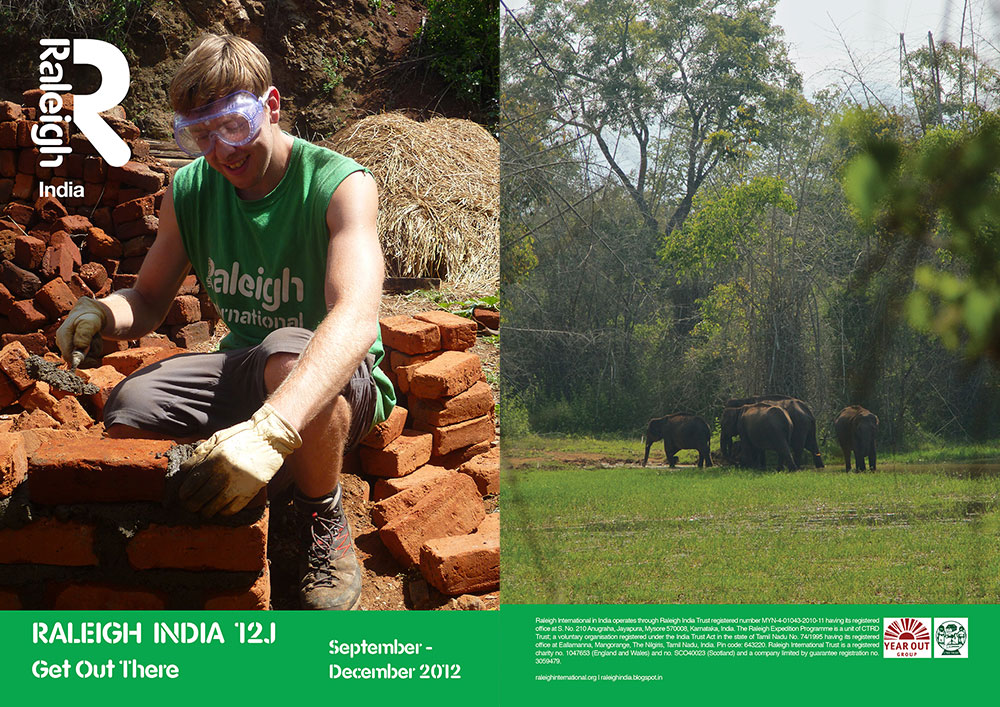 Raleigh
R
India
Raleigh
International
RALEIGH INDIA 12J
Get Out There
September -
December 2012
Raleigh International in India operates through Raleigh India Trust registered number MYN-4-01043-2010-11 having its registered
office at S. No. 210 Anugraha, Jayapura, Mysore 570008, Karnataka, India. The Raleigh Expedition Programme is a unit of CTRD
Trust; a voluntary organisation registered under the India Trust Act in the state of Tamil Nadu No. 74/1995 having its registered
office at Eallamanna, Mangorange, The Nilgiris, Tamil Nadu, India. Pin code: 643220. Raleigh International Trust is a registered
charity no. 1047653 (England and Wales) and no. SCO40023 (Scotland) and a company limited by guarantee registration no.
3059479.
raleighinternational.org I raleighindia.blogspot.in
YEAR OUT
GROUP